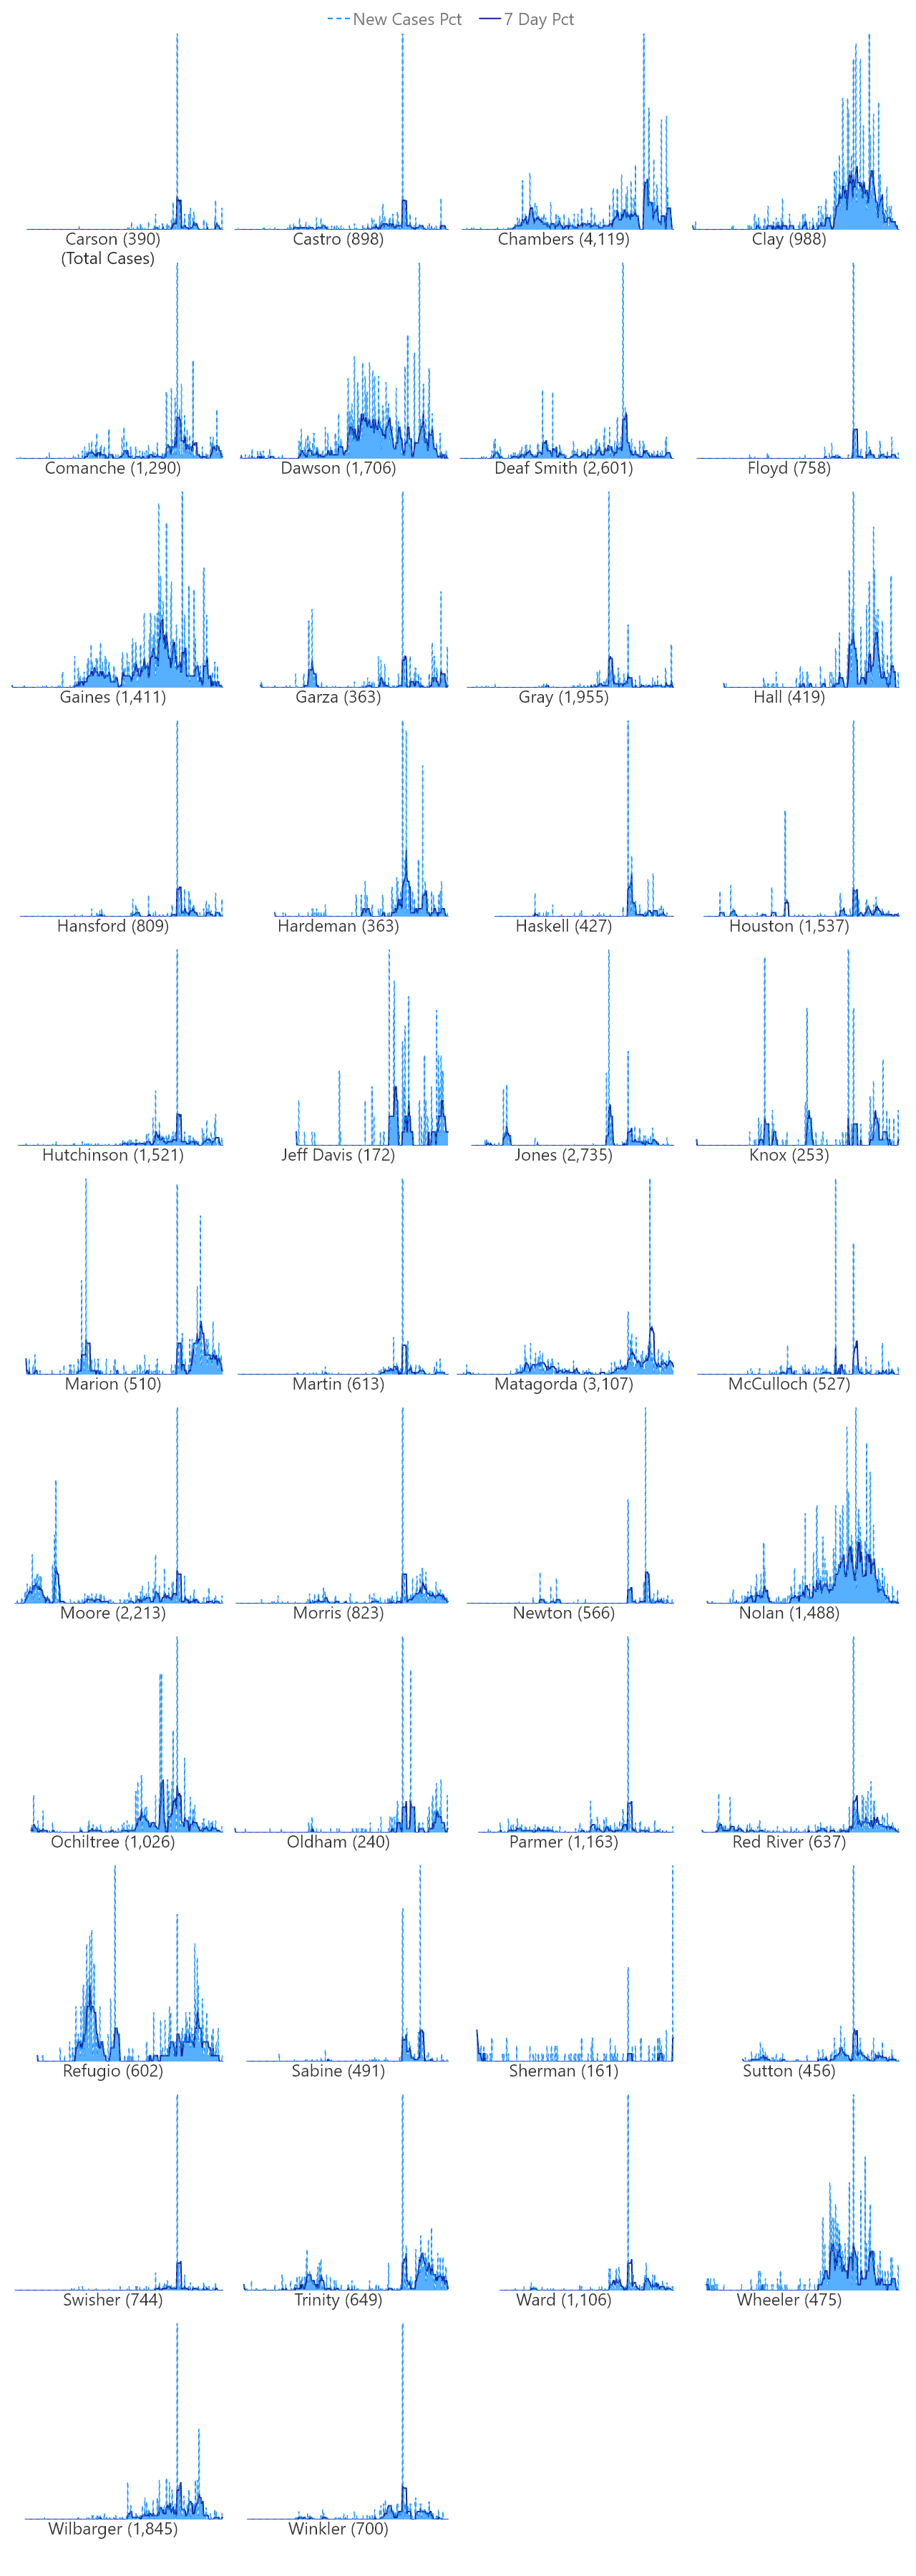 New Cases Pct 7 Day Pct
Carson (390) Castro (898) Chambers (4,119) Clay (988)
(Total Cases)
Comanche (1,290) Dawson (1,706) Deaf Smith (2,601) Floyd (758)
Gaines (1,411) Garza (363) Gray (1,955) Hall (419)
Hansford (809) Hardeman (363) Haskell (427) Houston (1,537)
Hutchinson (1,521) Jeff Davis (172) Jones (2,735) Knox (253)
Marion (510) Martin (613) Matagorda (3,107) McCulloch (527)
Moore (2,213) Morris (823) Newton (566) Nolan (1,488)
Ochiltree (1,026) Oldham (240) Parmer (1,163) Red River (637)
Refugio (602) Sabine (491) Sherman (161) Sutton (456)
Swisher (744) Trinity (649) Ward (1,106) Wheeler (475)
Wilbarger (1,845) Winkler (700)